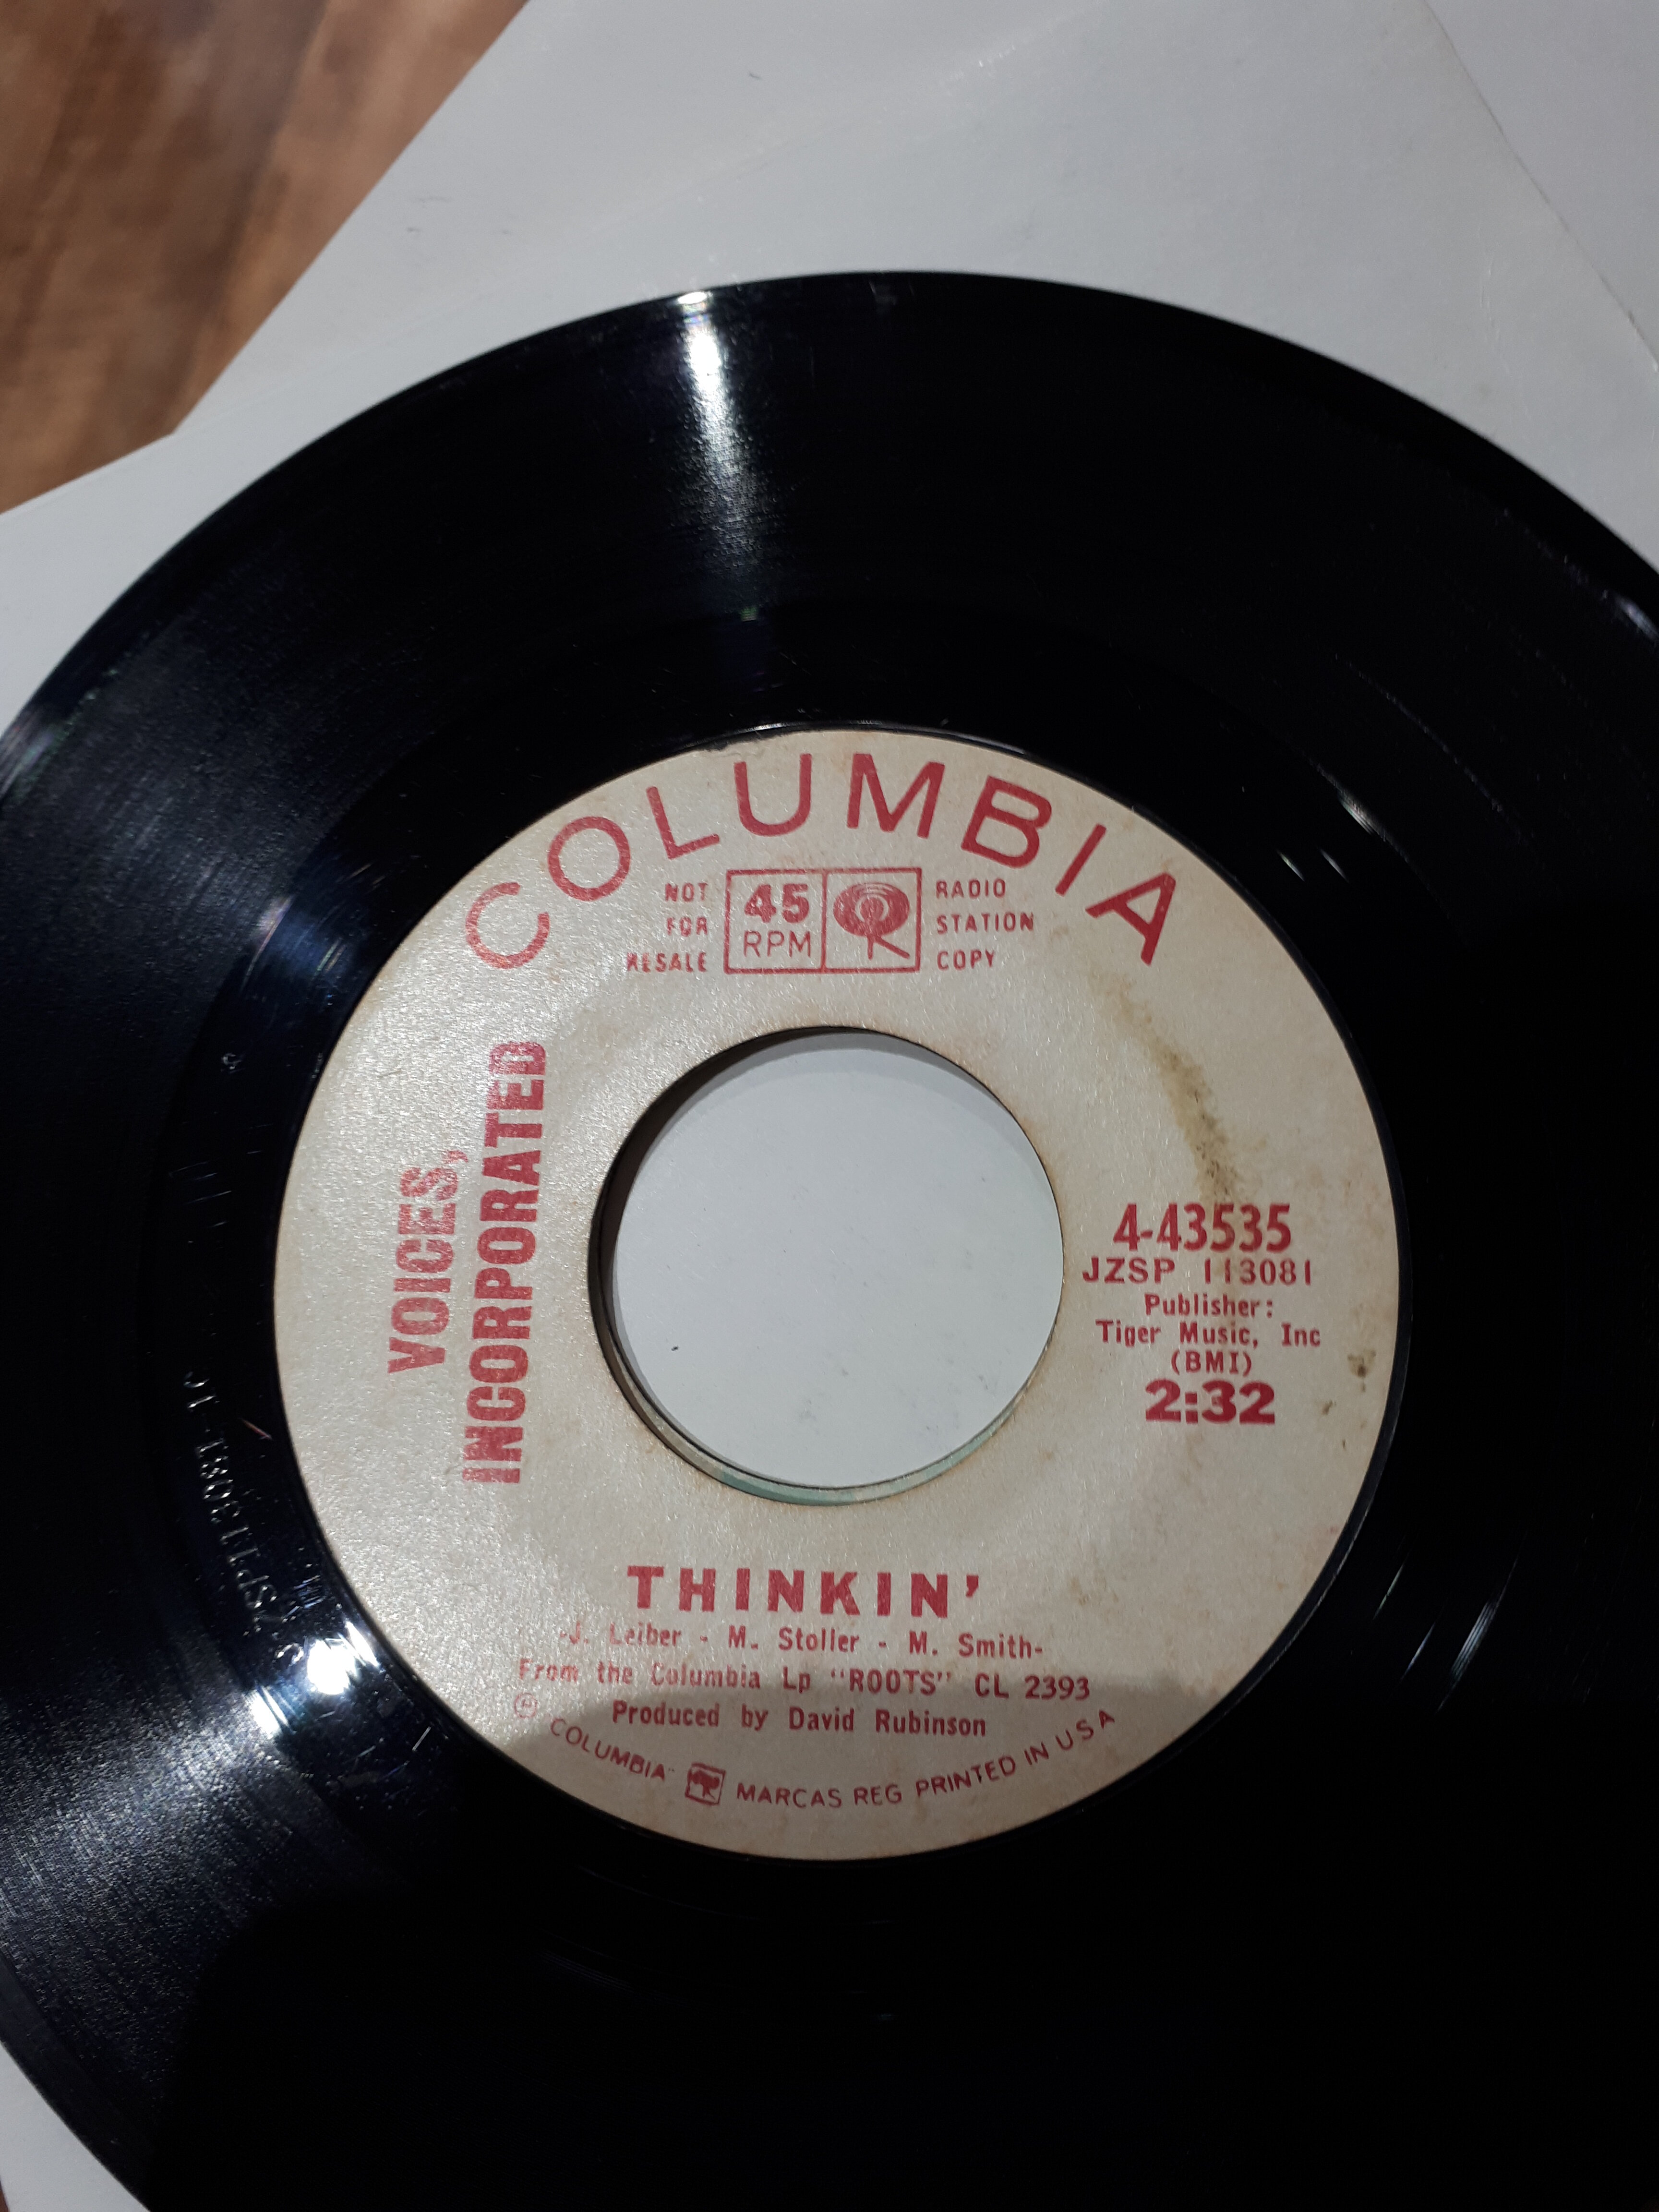 COLUMBIA
NOT
FOR
RESALE
45
RPM
RADIO
STATION
COPY
VOICES,
INCORPORATED
4-43535
JZSP 113081
Publisher:
Tiger Music, Inc
(BMI)
2:32
THINKIN'
-J. Leiber - M. Stoller - M. Smith-
From the Columbia Lp "ROOTS" CL 2393
Produced by David Rubinson
Ⓟ COLUMBIA MARCAS REG PRINTED IN U S A